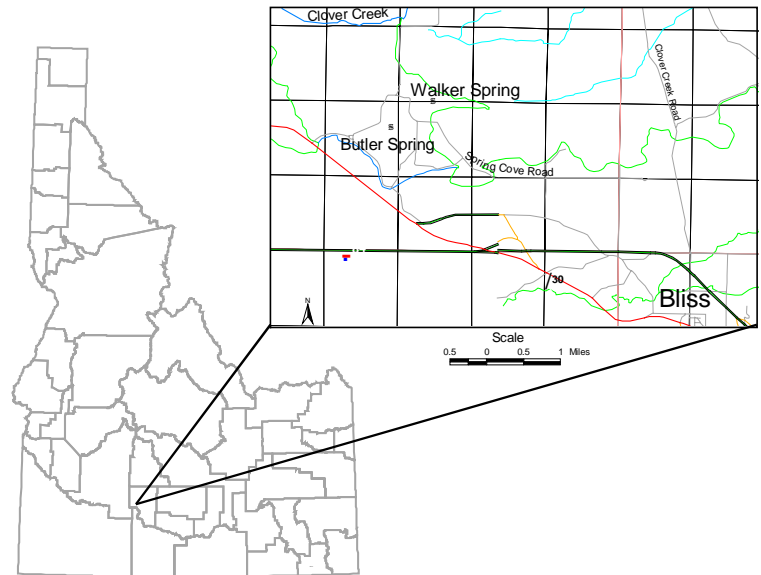 Clover Creek
Clover Creek Road
Walker Spring
Butler Spring
Spring Cove Road
30
Bliss
N
Scale
0.5 0 0.5 1 Miles